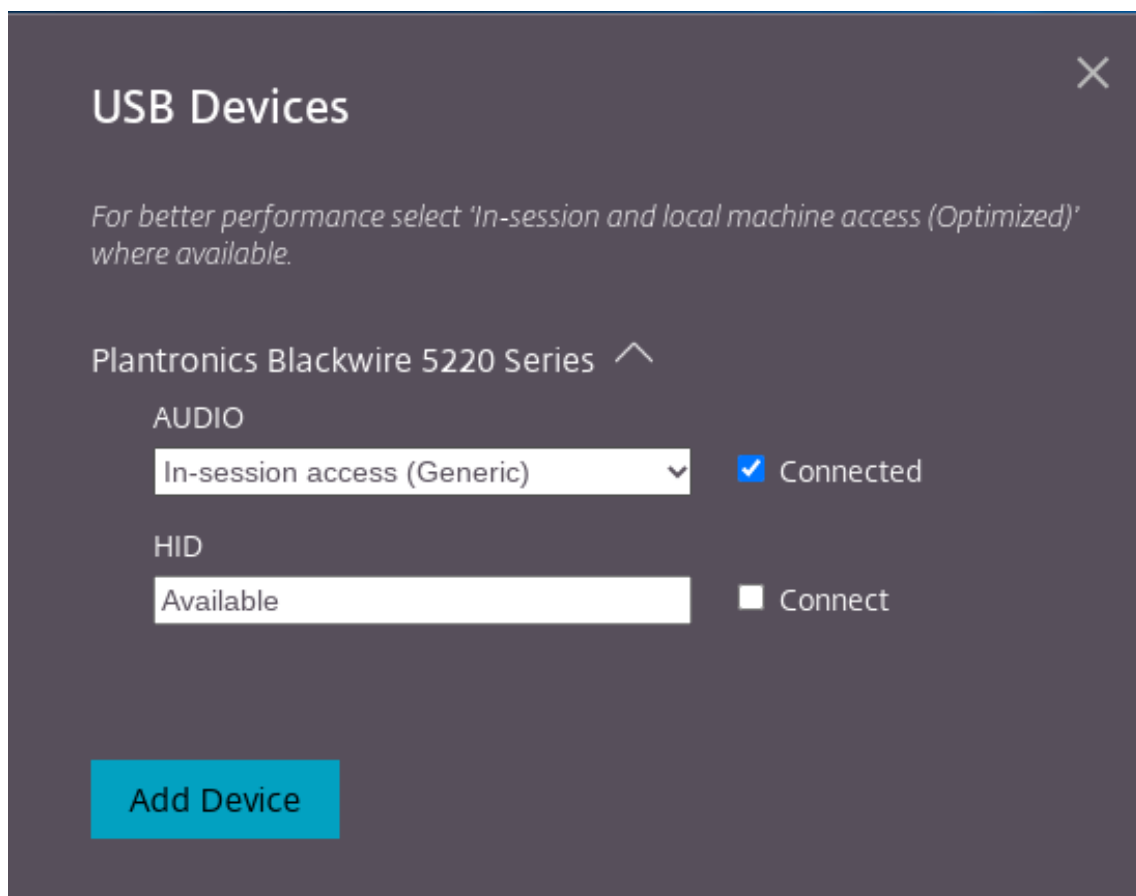 USB Devices
For better performance select 'In-session and local machine access (Optimized)'
where available.
Plantronics Blackwire 5220 Series
AUDIO
In-session access (Generic)
Connected
HID
Available
Connect
Add Device